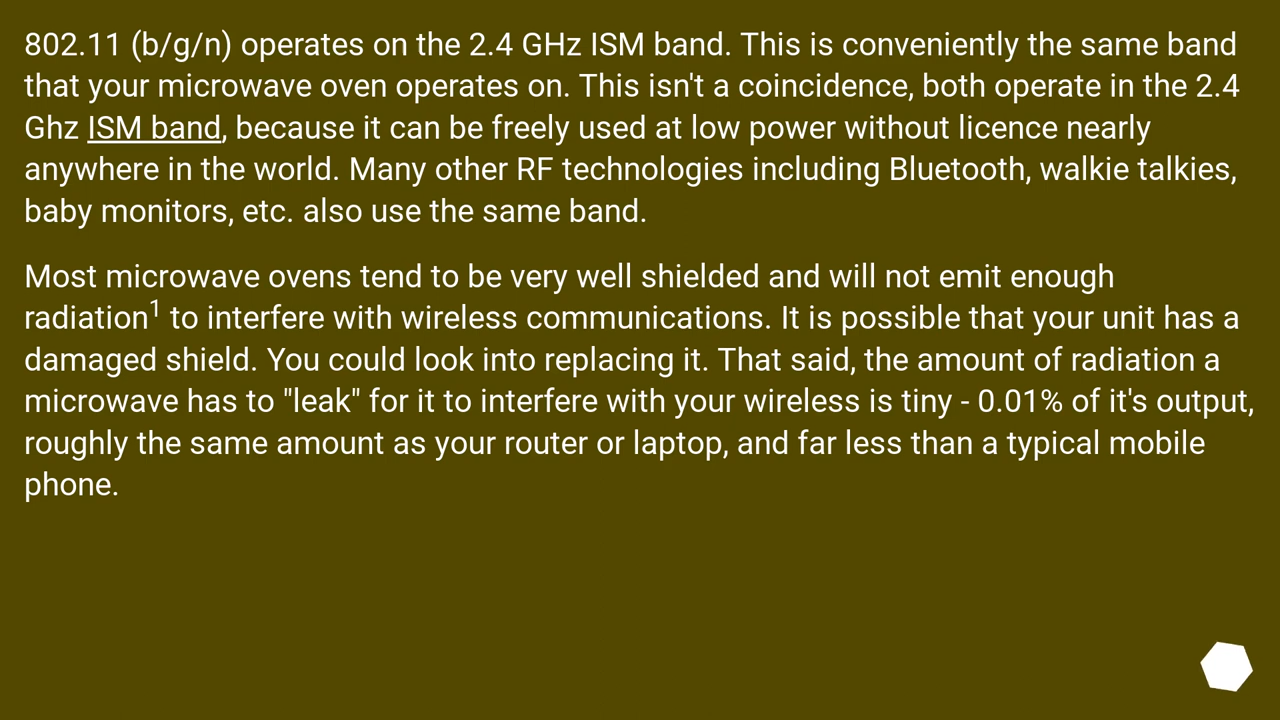 802.11 (b/g/n) operates on the 2.4 GHz ISM band. This is conveniently the same band
that your microwave oven operates on. This isn't a coincidence, both operate in the 2.4
Ghz ISM band, because it can be freely used at low power without licence nearly
anywhere in the world. Many other RF technologies including Bluetooth, walkie talkies,
baby monitors, etc. also use the same band.
Most microwave ovens tend to be very well shielded and will not emit enough
radiation¹ to interfere with wireless communications. It is possible that your unit has a
damaged shield. You could look into replacing it. That said, the amount of radiation a
microwave has to "leak" for it to interfere with your wireless is tiny - 0.01% of it's output,
roughly the same amount as your router or laptop, and far less than a typical mobile
phone.